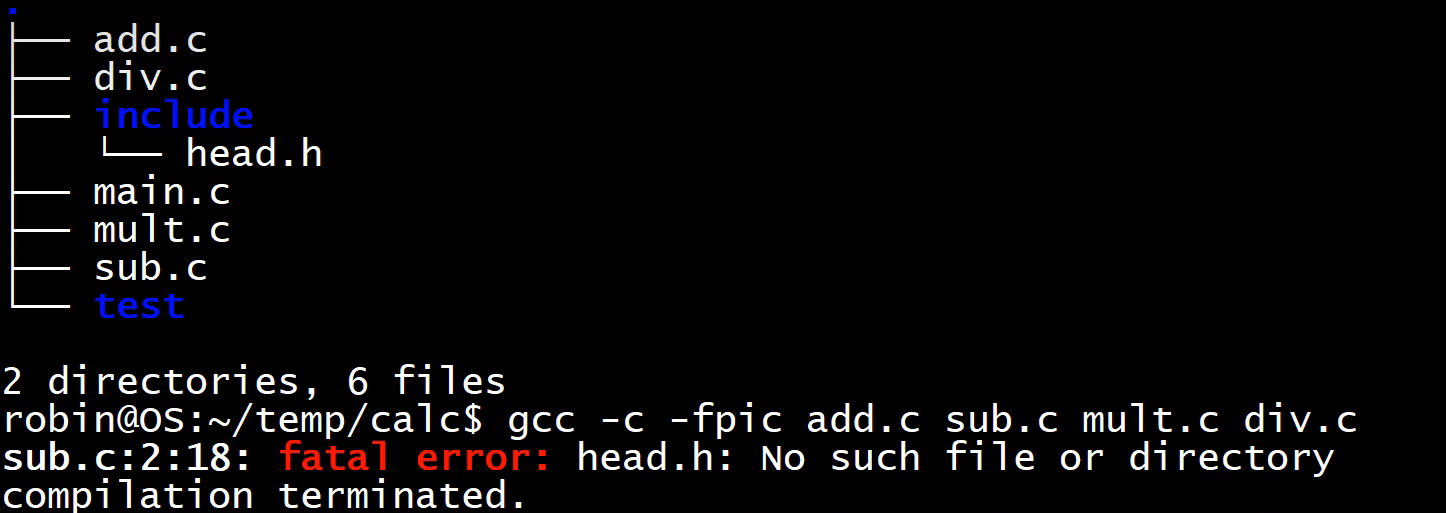 .
├── add.c
├── div.c
├── include
│   └── head.h
├── main.c
├── mult.c
├── sub.c
└── test
2 directories, 6 files
robin@OS:~/temp/calc$ gcc -c -fpic add.c sub.c mult.c div.c
sub.c:2:18: fatal error: head.h: No such file or directory
compilation terminated.